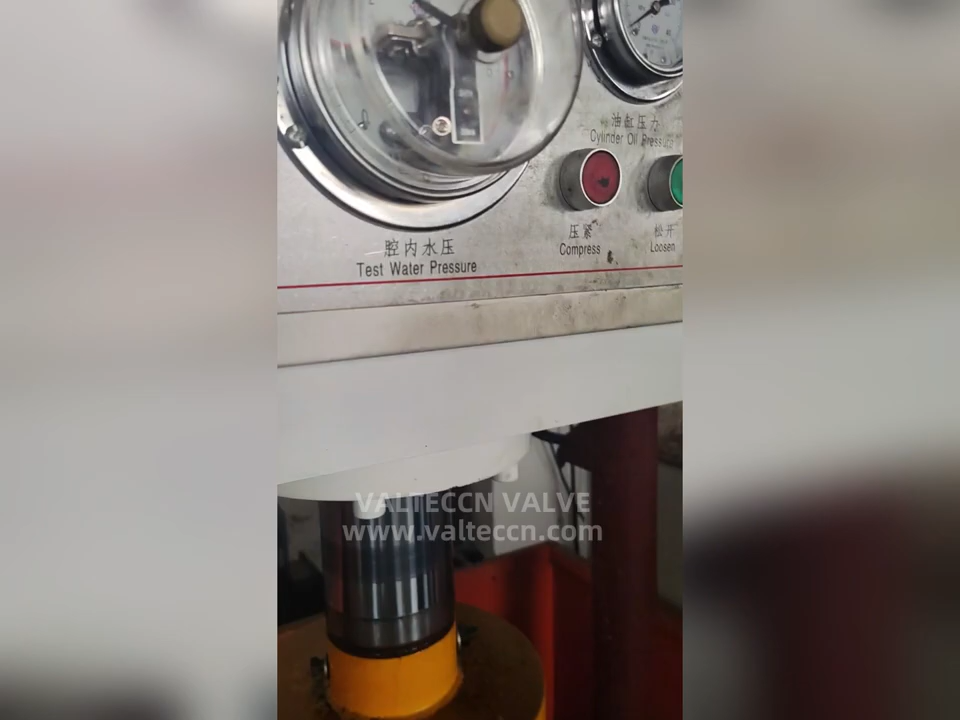 油缸压力
Cylinder Oil Pressure
压紧
Compress
松开
Loosen
腔内水压
Test Water Pressure
VALTECCN VALVE
www.valteccn.com